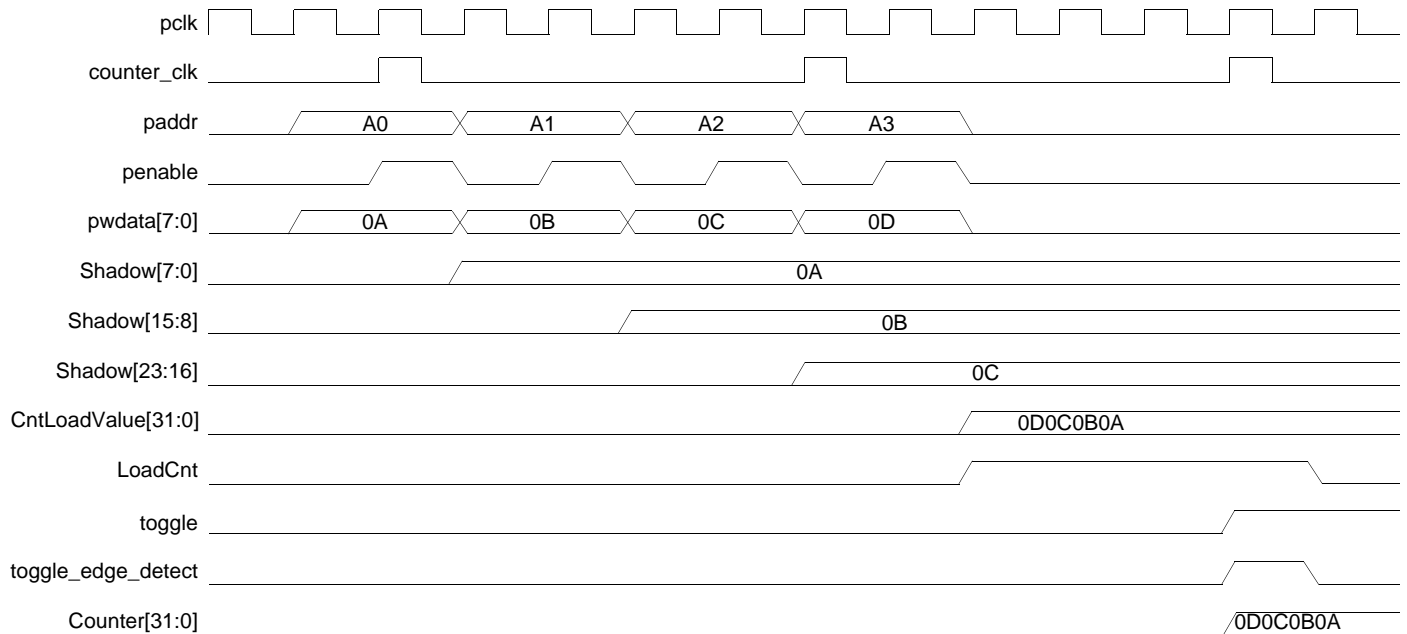 pclk
counter_clk
paddr A0 A1 A2 A3
penable
pwdata[7:0] 0A 0B 0C 0D
Shadow[7:0] 0A
Shadow[15:8] 0B
Shadow[23:16] 0C
CntLoadValue[31:0] 0D0C0B0A
LoadCnt
toggle
toggle_edge_detect
Counter[31:0] 0D0C0B0A